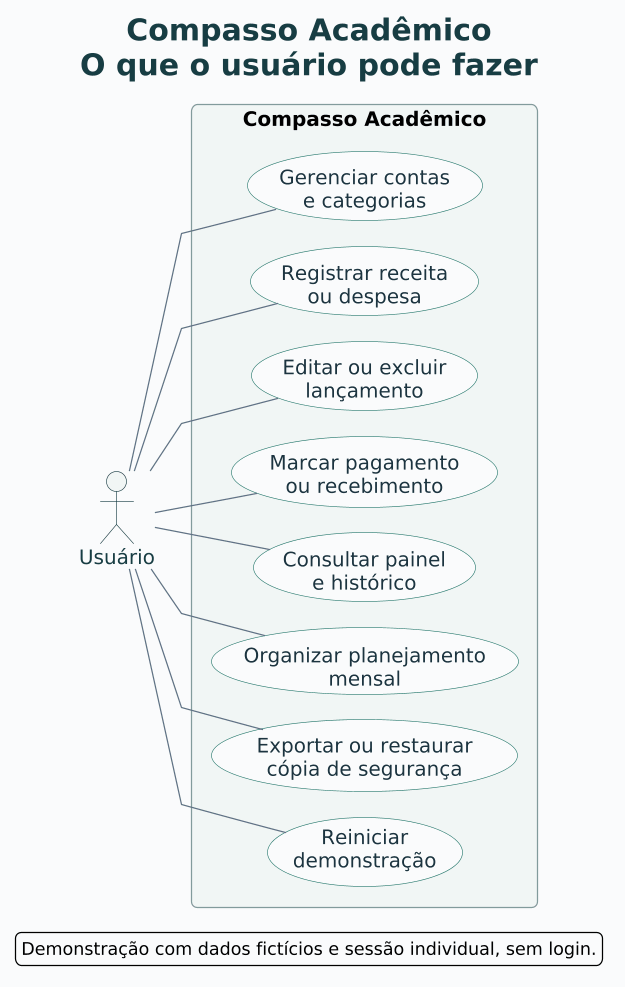 Compasso Acadêmico
O que o usuário pode fazer
Compasso Acadêmico
Gerenciar contas
e categorias
Registrar receita
ou despesa
Editar ou excluir
lançamento
Marcar pagamento
ou recebimento
Usuário
Consultar painel
e histórico
Organizar planejamento
mensal
Exportar ou restaurar
cópia de segurança
Reiniciar
demonstração
Demonstração com dados fictícios e sessão individual, sem login.